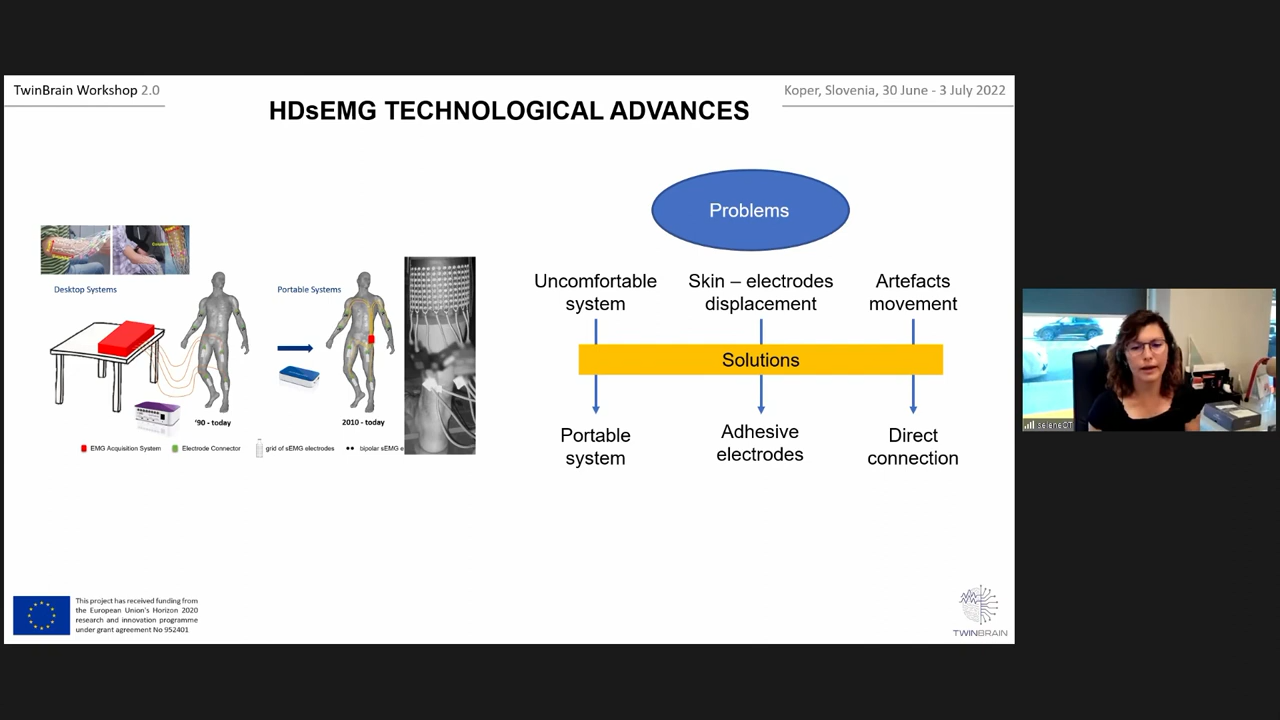 TwinBrain Workshop 2.0
Koper, Slovenia, 30 June - 3 July 2022
HDsEMG TECHNOLOGICAL ADVANCES
Desktop Systems
Portable Systems
'90 - today
2010 - today
EMG Acquisition System
Electrode Connector
grid of sEMG electrodes
bipolar sEMG e
Problems
Uncomfortable
system
Skin – electrodes
displacement
Artefacts
movement
Solutions
Portable
system
Adhesive
electrodes
Direct
connection
This project has received funding from
the European Union's Horizon 2020
research and innovation programme
under grant agreement No 952401
TWINBRAIN
seleneOT